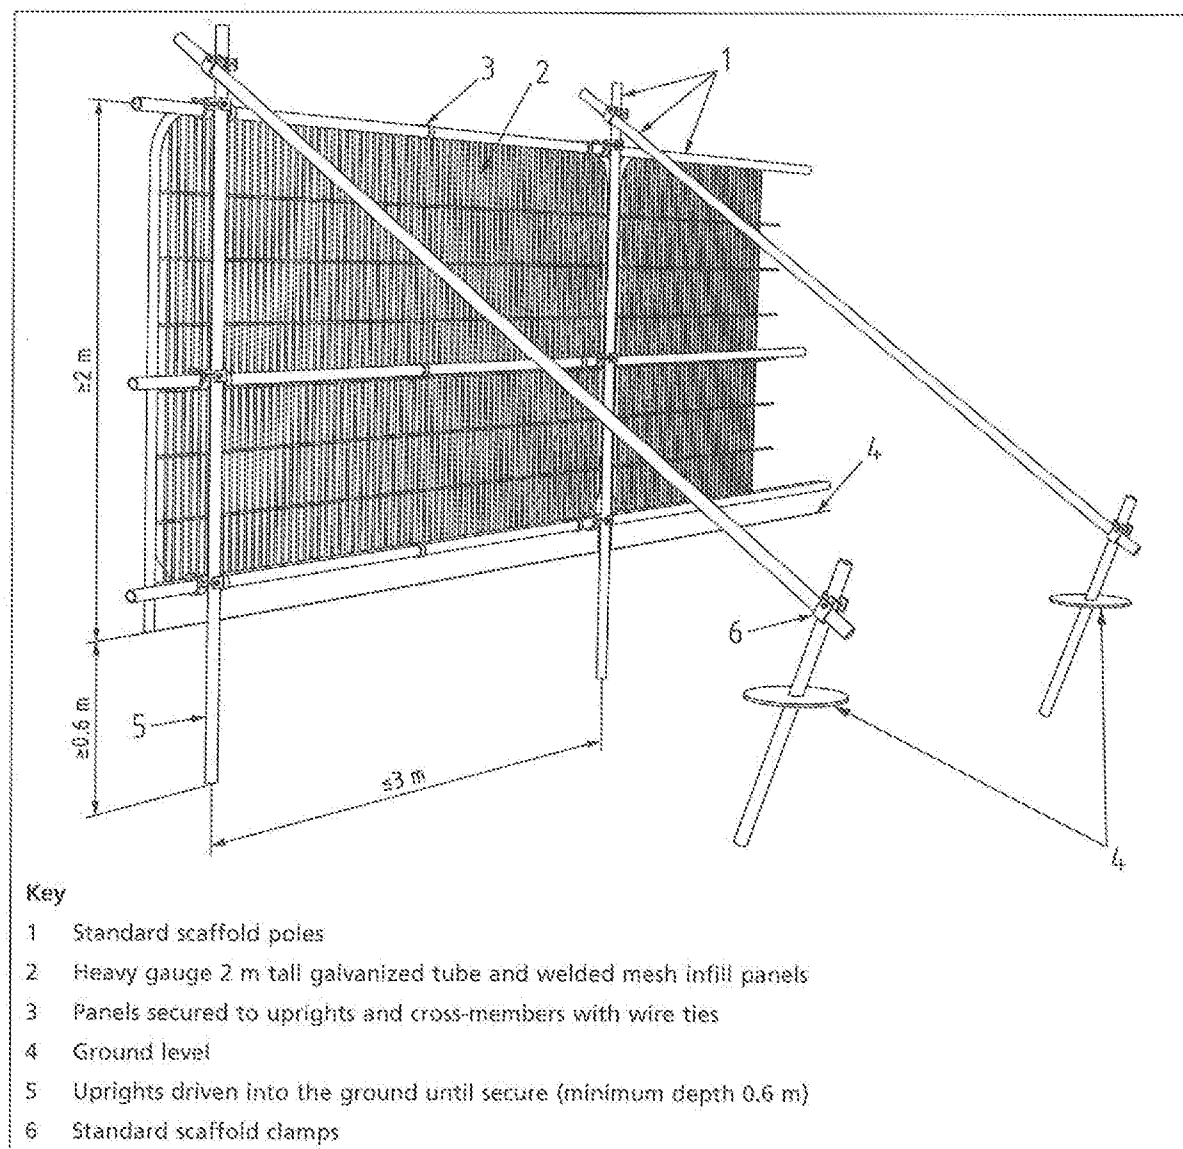 3
2
1
≥2 m
4
6
5
≥0.6 m
≤3 m
4
Key
1 Standard scaffold poles
2 Heavy gauge 2 m tall galvanized tube and welded mesh infill panels
3 Panels secured to uprights and cross-members with wire ties
4 Ground level
5 Uprights driven into the ground until secure (minimum depth 0.6 m)
6 Standard scaffold clamps